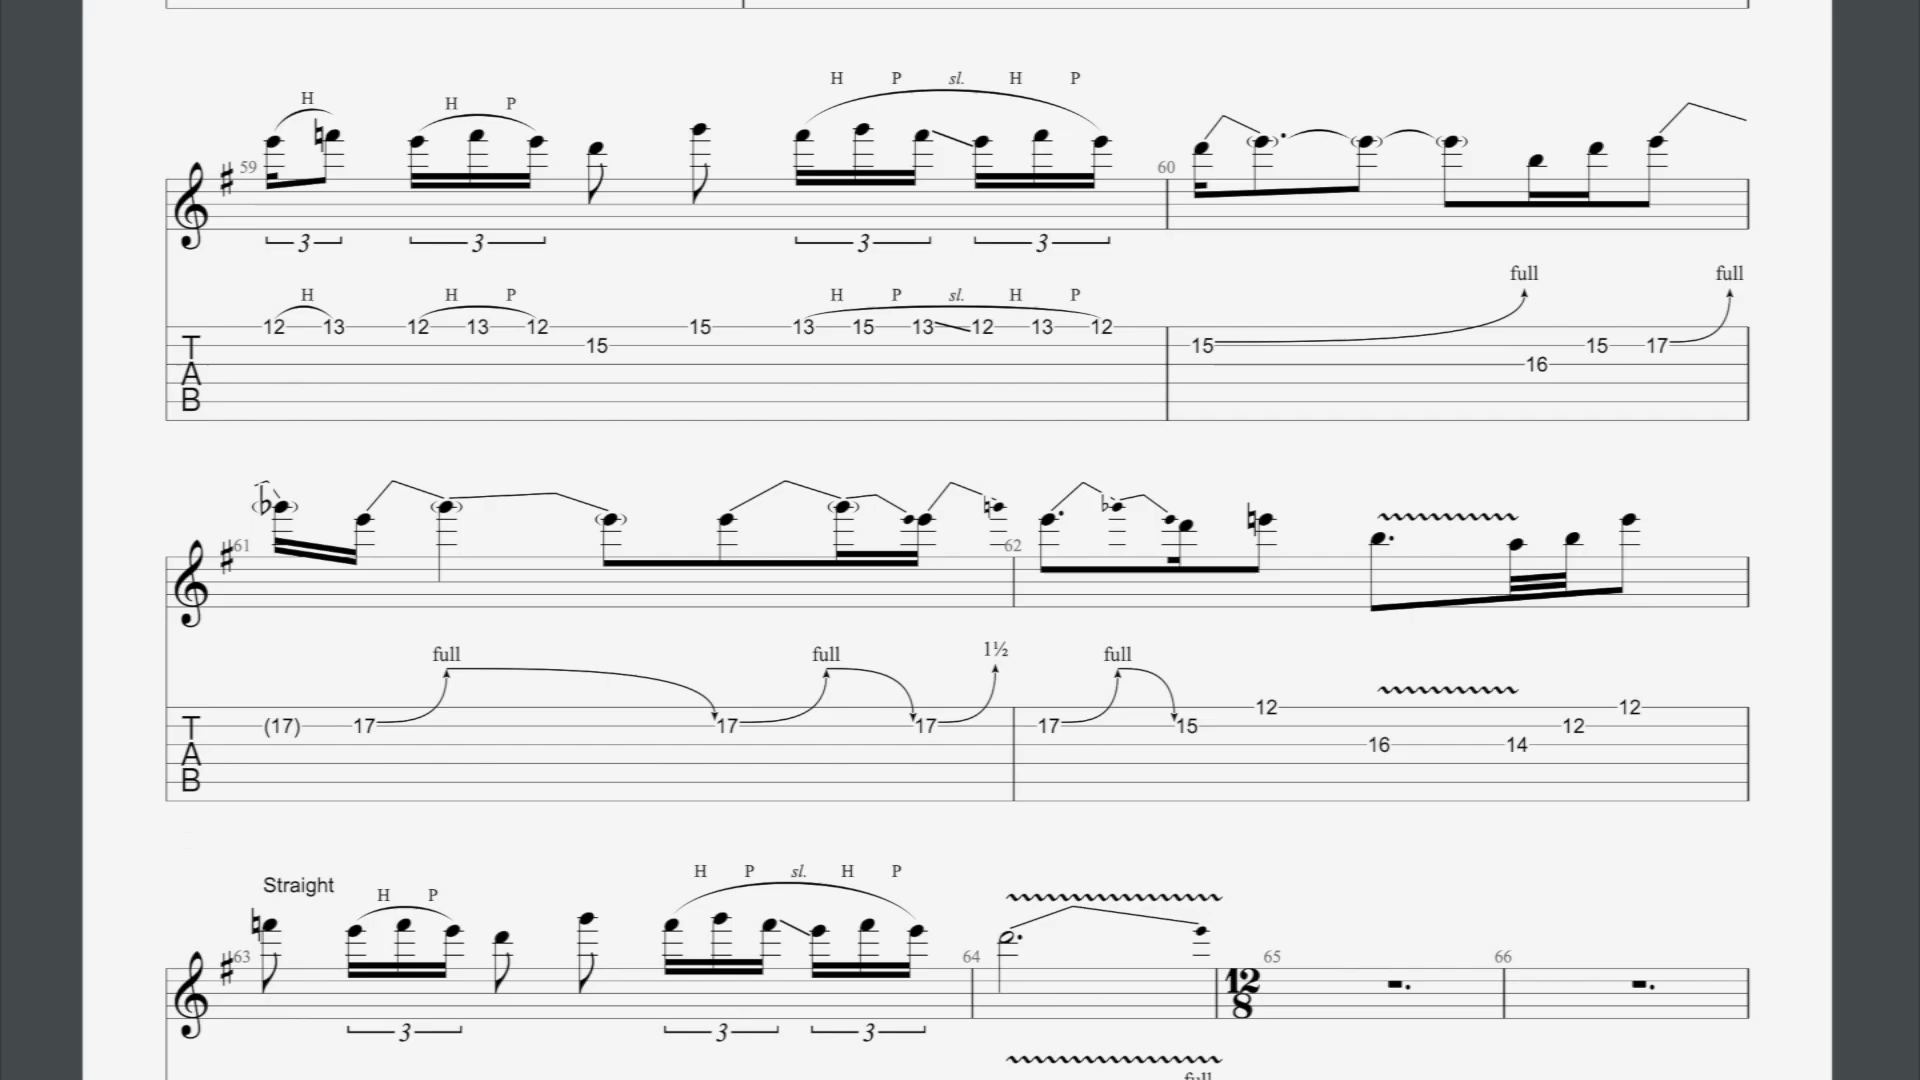 H H P H P sl. H P
59 60
3 3 3 3
full full
H H P H P sl. H P
12 13 12 13 12 15 13 15 13 12 13 12
15 15 15 17
16
T
A
B
61 62
full full 1½ full
12 12
(17) 17 17 17 17 15 12
16 14
T
A
B
H P sl. H P
Straight H P
63 64 65 66
12
8
3 3 3
full